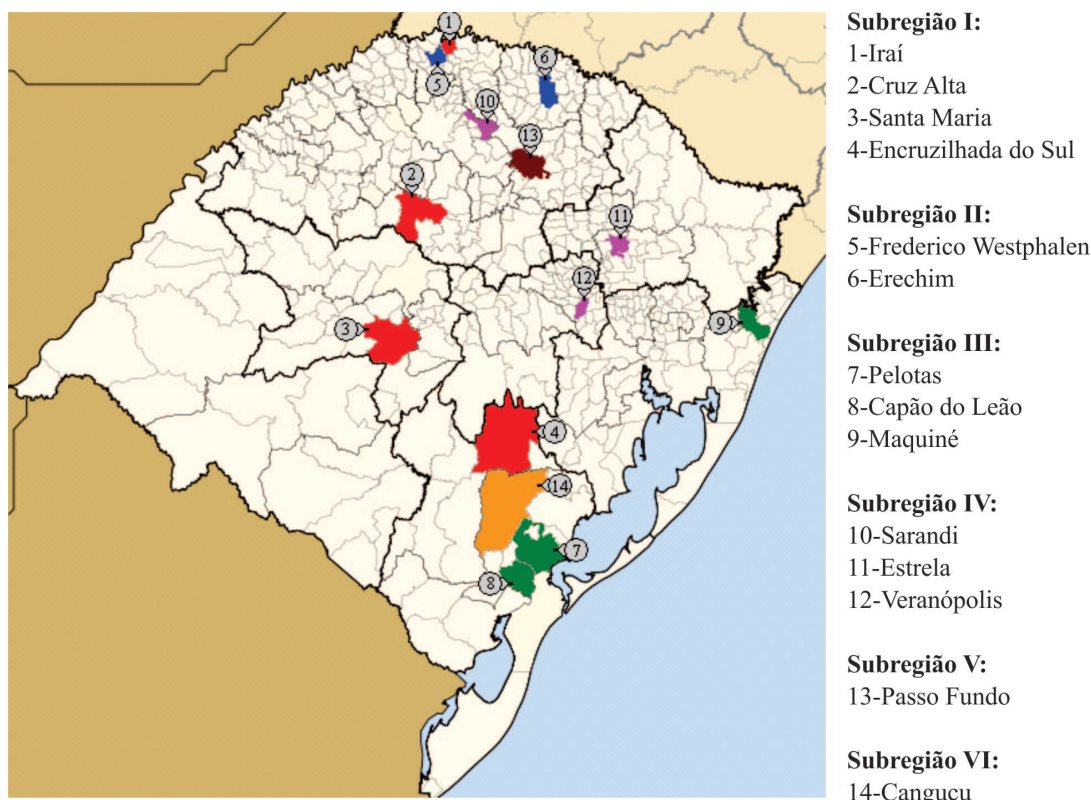 1
6
5
10
13
2
11
12
3
9
4
14
7
8
Subregião I:
1-Iraí
2-Cruz Alta
3-Santa Maria
4-Encruzilhada do Sul
Subregião II:
5-Frederico Westphalen
6-Erechim
Subregião III:
7-Pelotas
8-Capão do Leão
9-Maquiné
Subregião IV:
10-Sarandi
11-Estrela
12-Veranópolis
Subregião V:
13-Passo Fundo
Subregião VI:
14-Canguçu